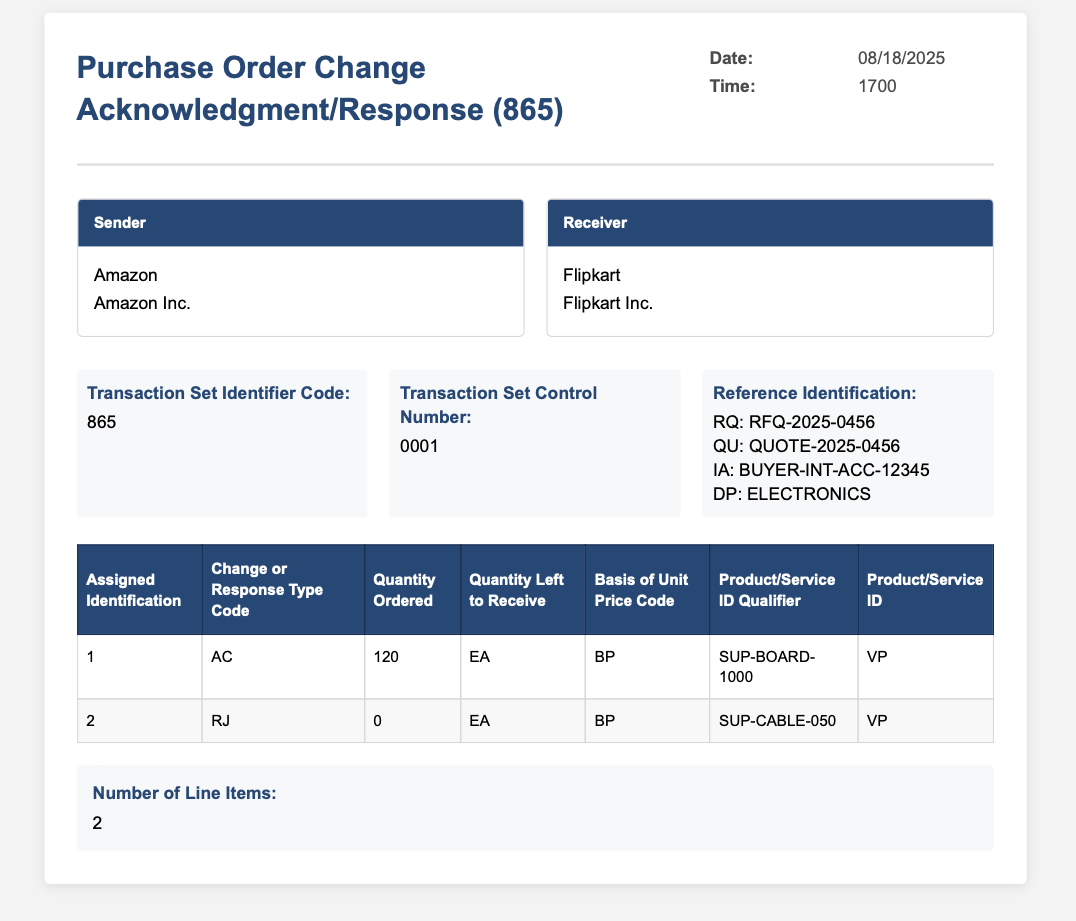 Purchase Order Change
Acknowledgment/Response (865)
Date: 08/18/2025
Time: 1700
Sender
Amazon
Amazon Inc.
Receiver
Flipkart
Flipkart Inc.
Transaction Set Identifier Code:
865
Transaction Set Control
Number:
0001
Reference Identification:
RQ: RFQ-2025-0456
QU: QUOTE-2025-0456
IA: BUYER-INT-ACC-12345
DP: ELECTRONICS
Assigned
Identification
Change or
Response Type
Code
Quantity
Ordered
Quantity Left
to Receive
Basis of Unit
Price Code
Product/Service
ID Qualifier
Product/Service
ID
1 AC 120 EA BP SUP-BOARD- VP
1000
2 RJ 0 EA BP SUP-CABLE-050 VP
Number of Line Items:
2